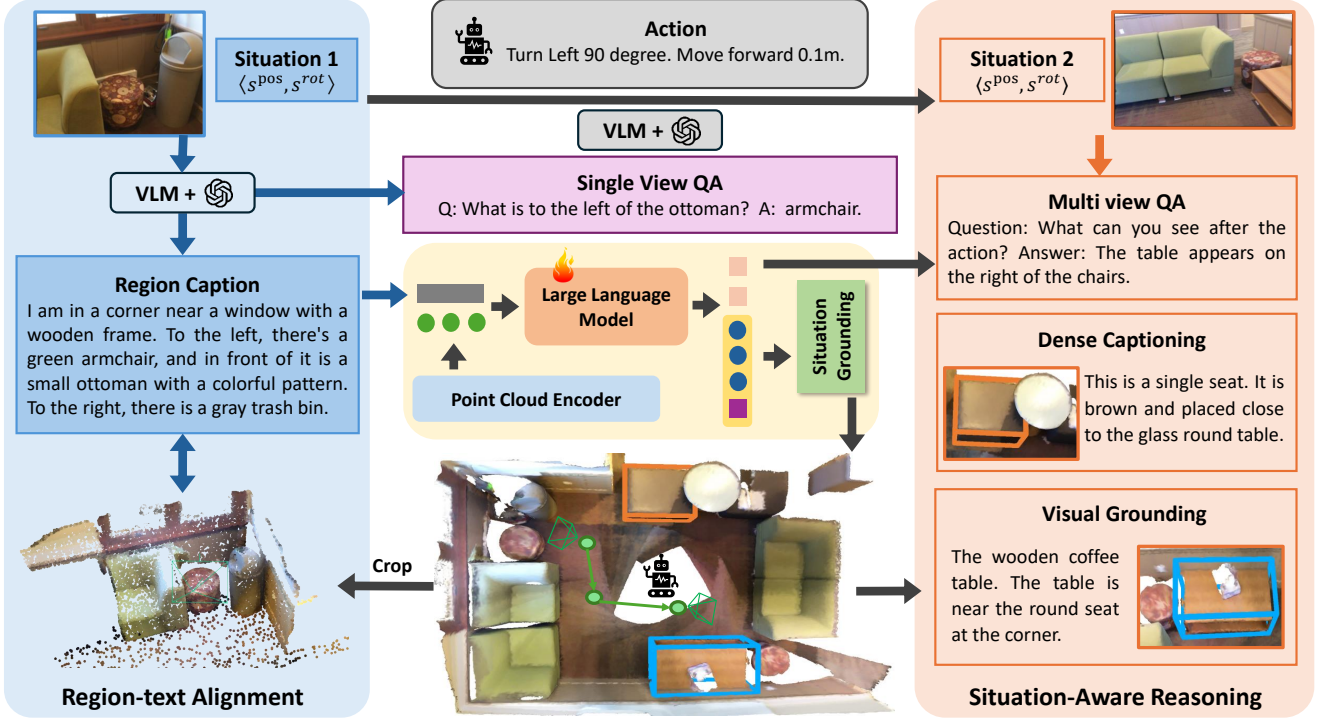 Situation 1
⟨s^pos, s^rot⟩
Action
Turn Left 90 degree. Move forward 0.1m.
Situation 2
⟨s^pos, s^rot⟩
VLM +
VLM +
Single View QA
Q: What is to the left of the ottoman? A: armchair.
Multi view QA
Question: What can you see after the
action? Answer: The table appears on
the right of the chairs.
Region Caption
I am in a corner near a window with a
wooden frame. To the left, there's a
green armchair, and in front of it is a
small ottoman with a colorful pattern.
To the right, there is a gray trash bin.
Large Language
Model
Point Cloud Encoder
Situation
Grounding
Dense Captioning
This is a single seat. It is
brown and placed close
to the glass round table.
Visual Grounding
The wooden coffee
table. The table is
near the round seat
at the corner.
Crop
Region-text Alignment
Situation-Aware Reasoning